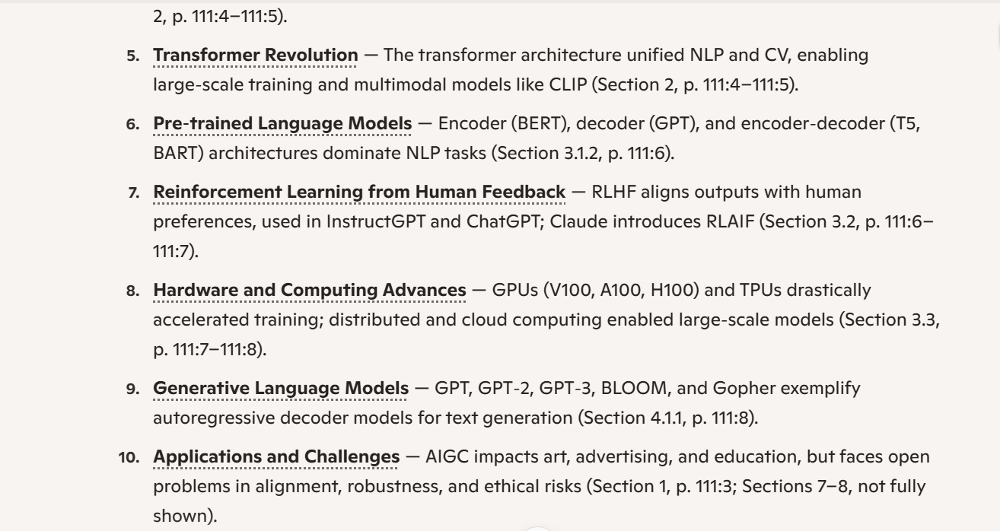 2, p. 111:4–111:5).
5. Transformer Revolution — The transformer architecture unified NLP and CV, enabling
large-scale training and multimodal models like CLIP (Section 2, p. 111:4–111:5).
6. Pre-trained Language Models — Encoder (BERT), decoder (GPT), and encoder-decoder (T5,
BART) architectures dominate NLP tasks (Section 3.1.2, p. 111:6).
7. Reinforcement Learning from Human Feedback — RLHF aligns outputs with human
preferences, used in InstructGPT and ChatGPT; Claude introduces RLAIF (Section 3.2, p. 111:6–
111:7).
8. Hardware and Computing Advances — GPUs (V100, A100, H100) and TPUs drastically
accelerated training; distributed and cloud computing enabled large-scale models (Section 3.3,
p. 111:7–111:8).
9. Generative Language Models — GPT, GPT-2, GPT-3, BLOOM, and Gopher exemplify
autoregressive decoder models for text generation (Section 4.1.1, p. 111:8).
10. Applications and Challenges — AIGC impacts art, advertising, and education, but faces open
problems in alignment, robustness, and ethical risks (Section 1, p. 111:3; Sections 7–8, not fully
shown).